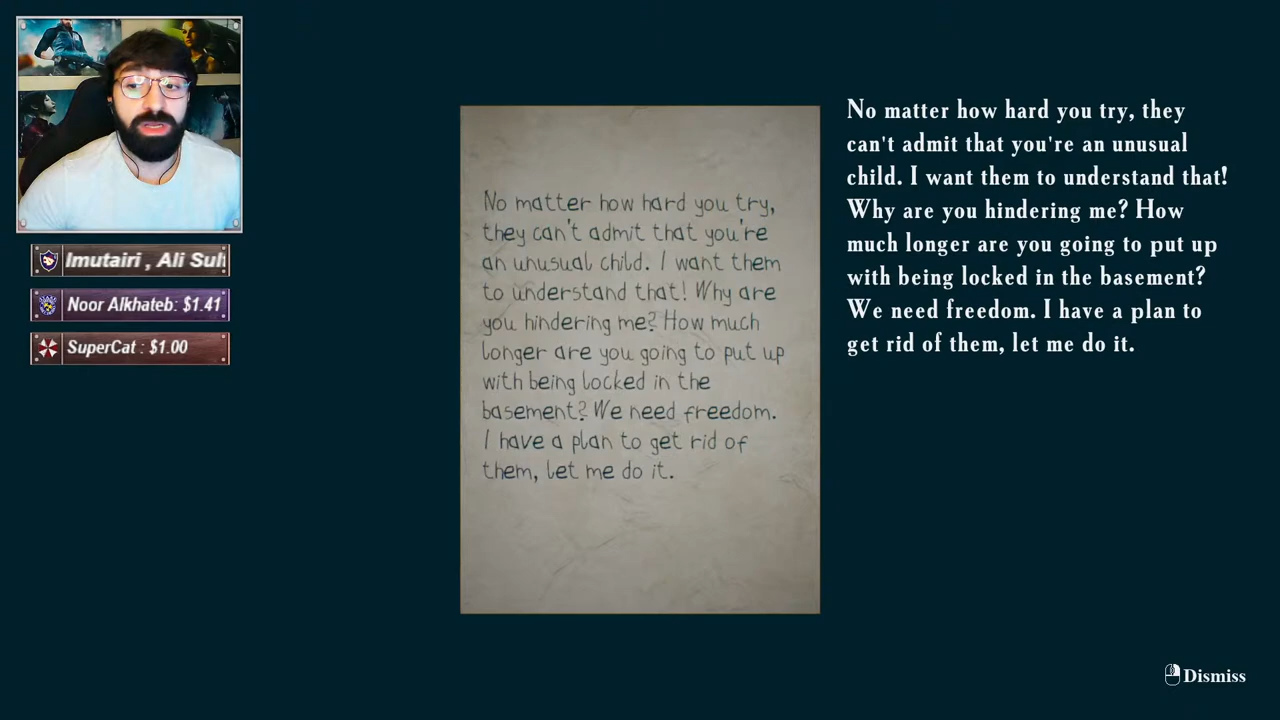 Imutairi , Ali Sul
Noor Alkhateb: $1.41
SuperCat : $1.00
No matter how hard you try,
they can't admit that you're
an unusual child. I want them
to understand that! Why are
you hindering me? How much
longer are you going to put up
with being locked in the
basement? We need freedom.
I have a plan to get rid of
them, let me do it.
No matter how hard you try, they
can't admit that you're an unusual
child. I want them to understand that!
Why are you hindering me? How
much longer are you going to put up
with being locked in the basement?
We need freedom. I have a plan to
get rid of them, let me do it.
Dismiss